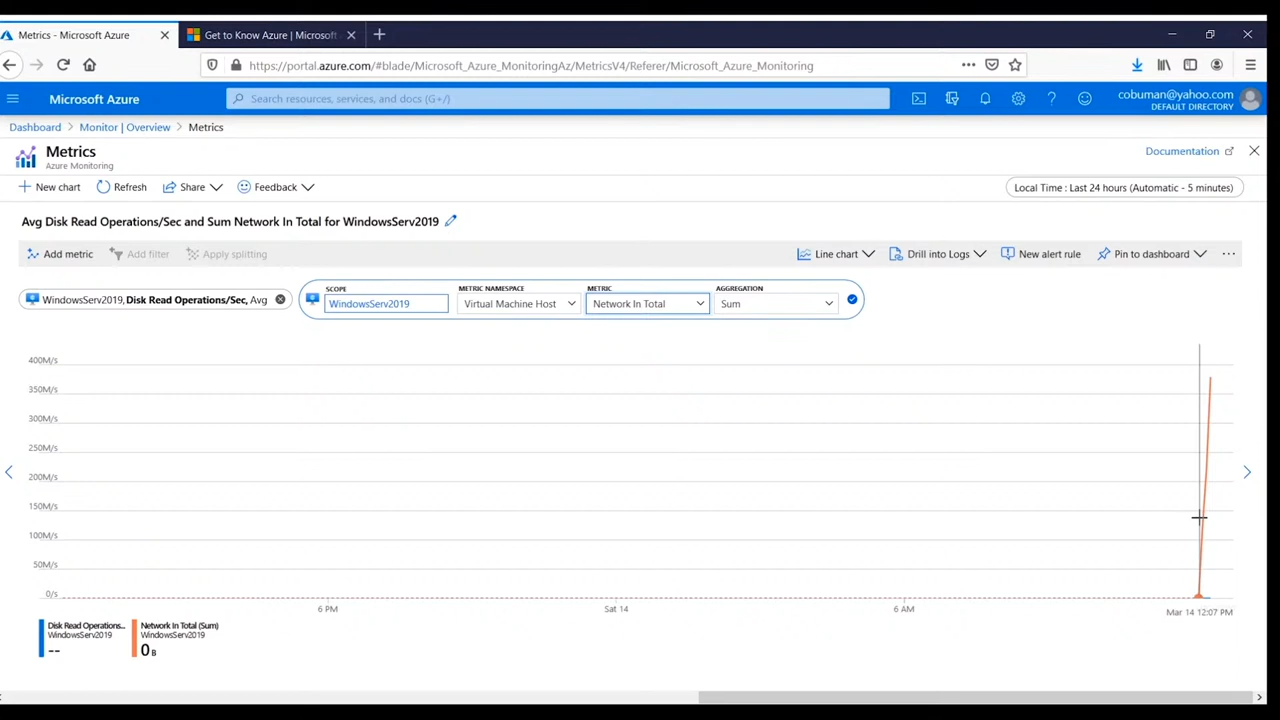 Metrics - Microsoft Azure
Get to Know Azure | Microsoft
https://portal.azure.com/#blade/Microsoft_Azure_MonitoringAz/MetricsV4/Referer/Microsoft_Azure_Monitoring
Microsoft Azure
Search resources, services, and docs (G+/)
cobuman@yahoo.com
DEFAULT DIRECTORY
Dashboard > Monitor | Overview > Metrics
Metrics
Azure Monitoring
Documentation
New chart Refresh Share Feedback
Local Time : Last 24 hours (Automatic - 5 minutes)
Avg Disk Read Operations/Sec and Sum Network In Total for WindowsServ2019
Add metric Add filter Apply splitting Line chart Drill into Logs New alert rule Pin to dashboard ...
SCOPE METRIC NAMESPACE METRIC AGGREGATION
WindowsServ2019, Disk Read Operations/Sec, Avg WindowsServ2019 Virtual Machine Host Network In Total Sum
400M/s
350M/s
300M/s
250M/s
200M/s
150M/s
100M/s
50M/s
0/s
6 PM Sat 14 6 AM Mar 14 12:07 PM
Disk Read Operations...
WindowsServ2019
--
Network In Total (Sum)
WindowsServ2019
0 B